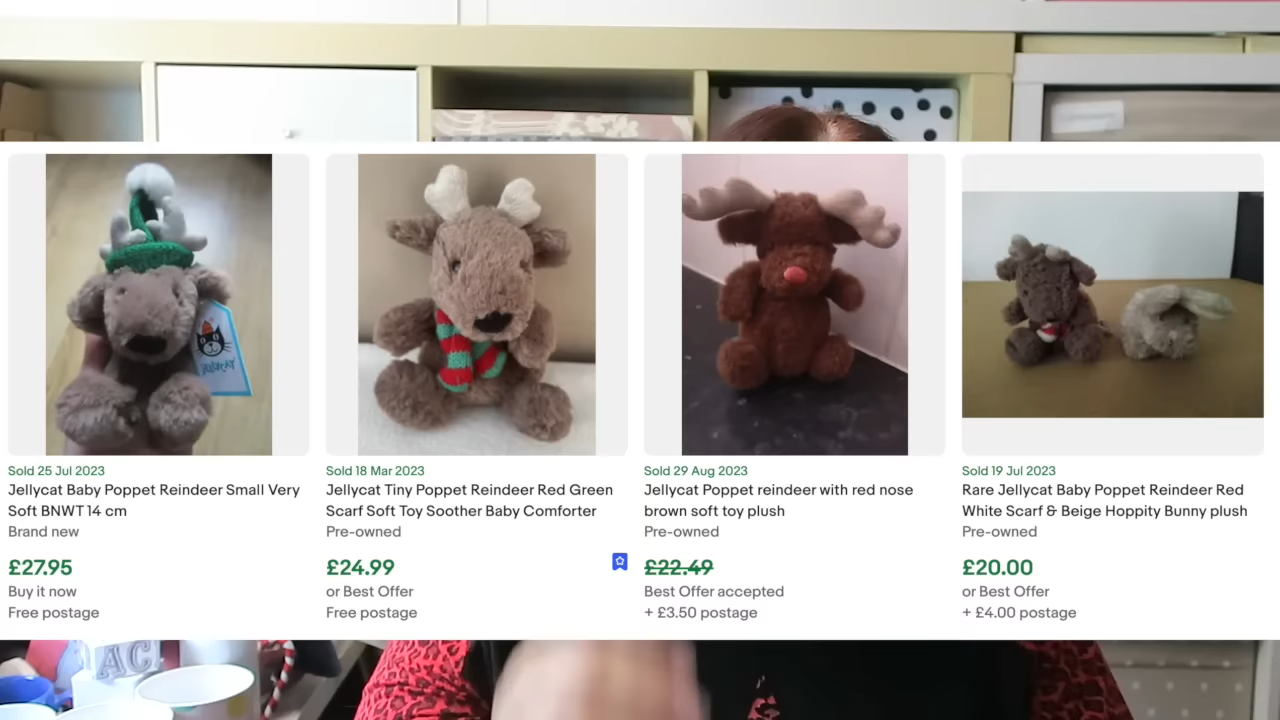 JELLYCAT
Sold 25 Jul 2023
Jellycat Baby Poppet Reindeer Small Very
Soft BNWT 14 cm
Brand new
£27.95
Buy it now
Free postage
Sold 18 Mar 2023
Jellycat Tiny Poppet Reindeer Red Green
Scarf Soft Toy Soother Baby Comforter
Pre-owned
£24.99
or Best Offer
Free postage
Sold 29 Aug 2023
Jellycat Poppet reindeer with red nose
brown soft toy plush
Pre-owned
£22.49
Best Offer accepted
+ £3.50 postage
Sold 19 Jul 2023
Rare Jellycat Baby Poppet Reindeer Red
White Scarf & Beige Hoppity Bunny plush
Pre-owned
£20.00
or Best Offer
+ £4.00 postage
AC